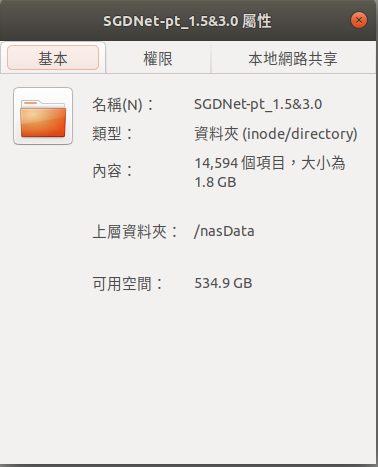 SGDNet-pt_1.5&3.0 屬性
基本 權限 本地網路共享
名稱(N)： SGDNet-pt_1.5&3.0
類型： 資料夾 (inode/directory)
內容： 14,594 個項目，大小為
1.8 GB
上層資料夾： /nasData
可用空間： 534.9 GB